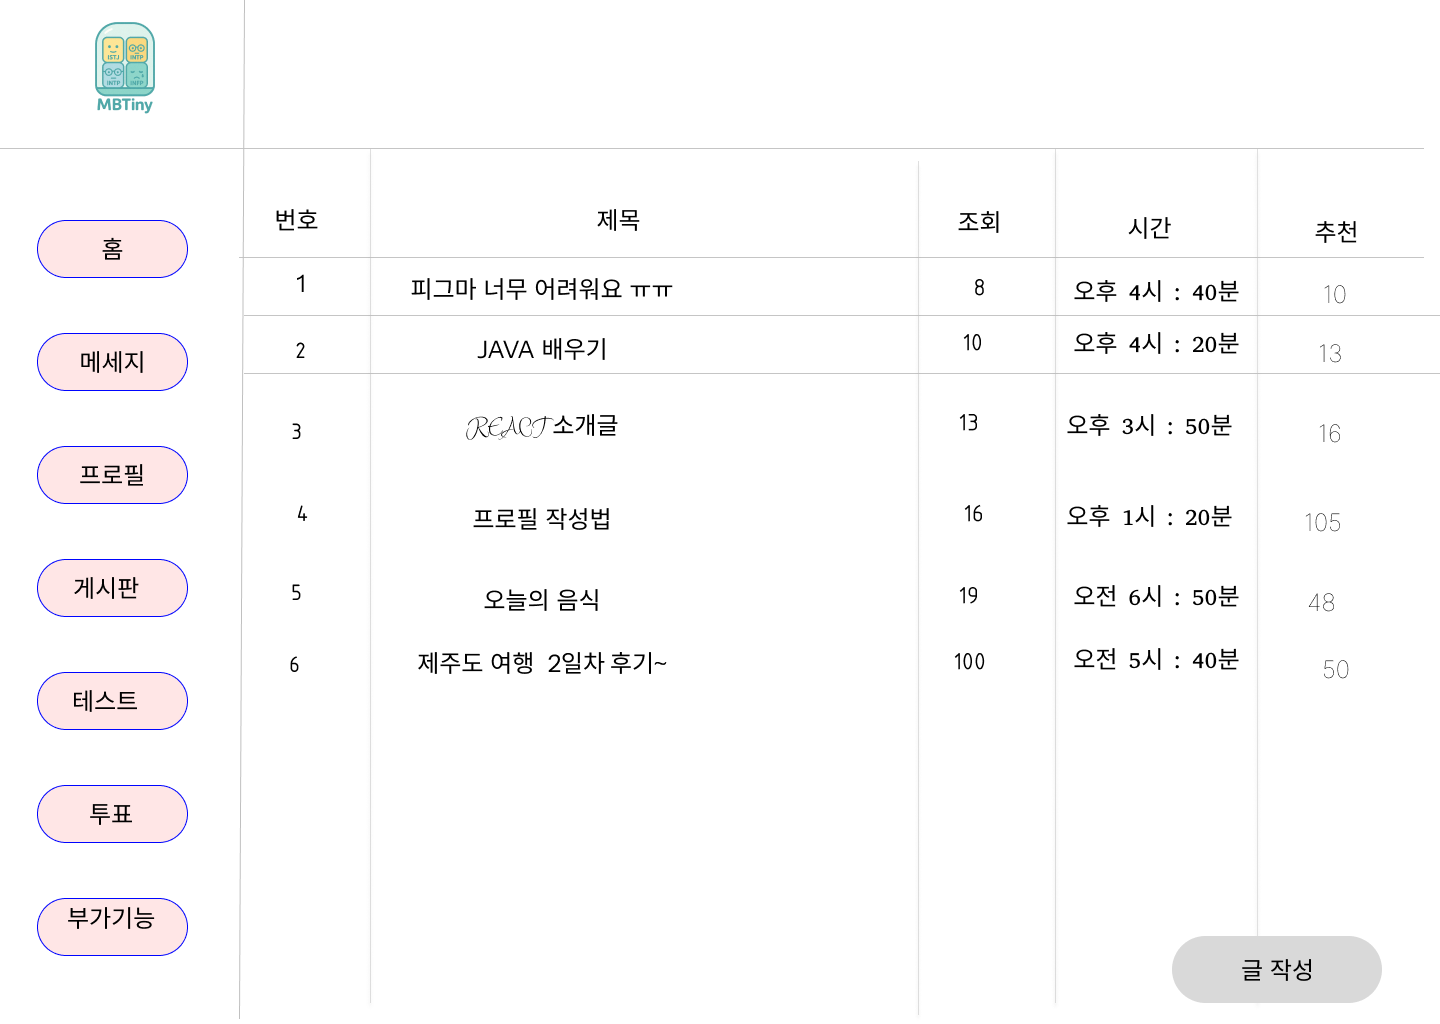 ISTJ INTP
INTP INFP
MBTiny
홈
메세지
프로필
게시판
테스트
투표
부가기능
번호 제목 조회 시간 추천
1 피그마 너무 어려워요 ㅠㅠ 8 오후 4시 : 40분 10
2 JAVA 배우기 10 오후 4시 : 20분 13
3 REACT 소개글 13 오후 3시 : 50분 16
4 프로필 작성법 16 오후 1시 : 20분 105
5 오늘의 음식 19 오전 6시 : 50분 48
6 제주도 여행 2일차 후기~ 100 오전 5시 : 40분 50
글 작성